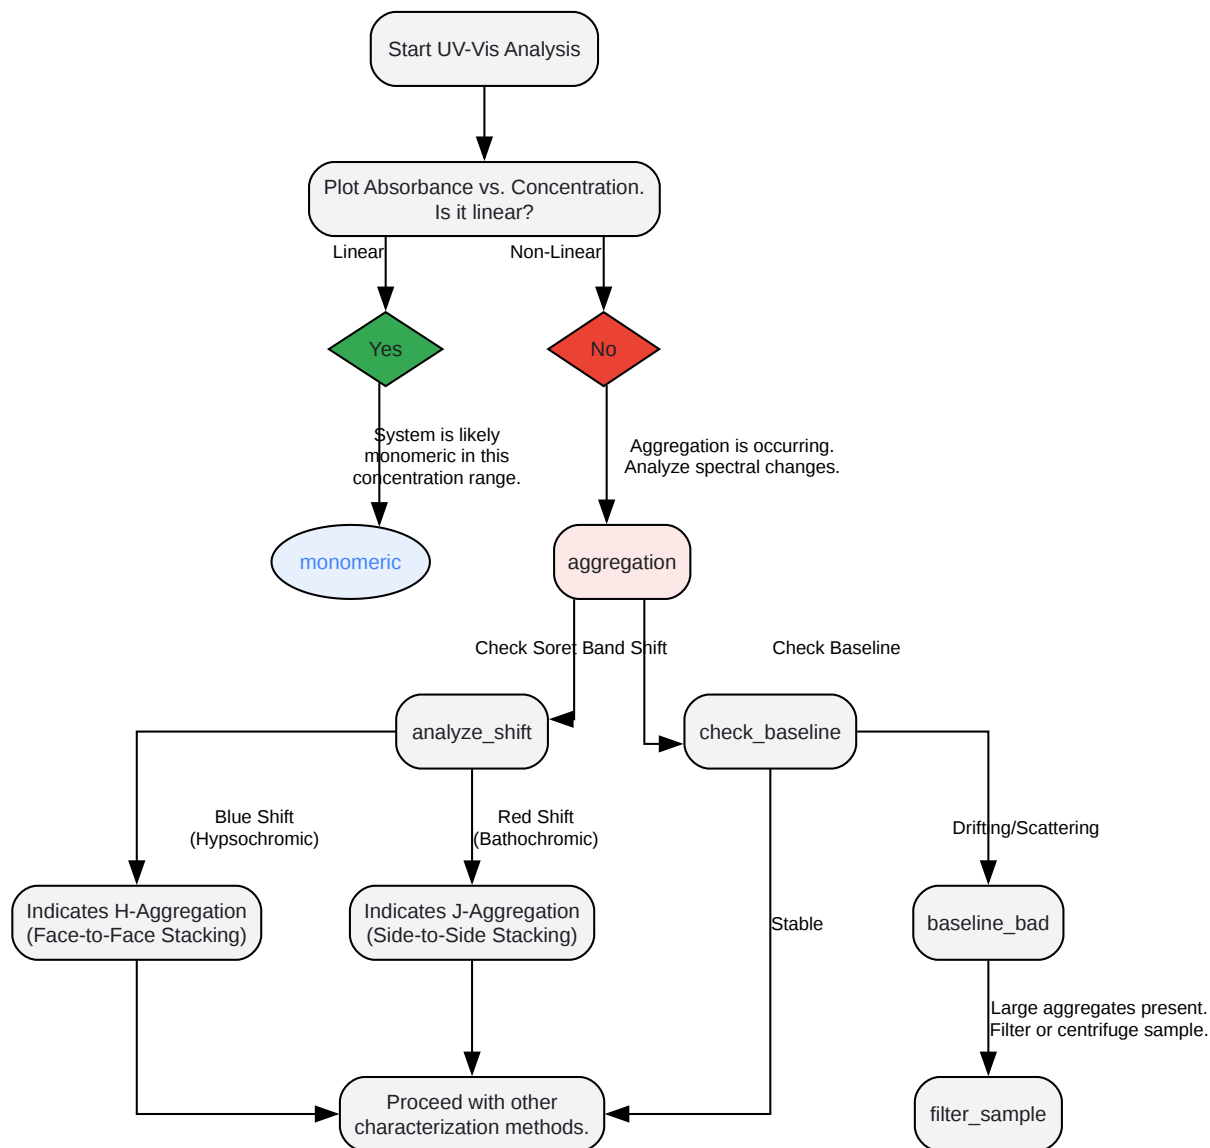 Start UV-Vis Analysis
Plot Absorbance vs. Concentration.
Is it linear?
Linear
Non-Linear
Yes
No
System is likely
monomeric in this
concentration range.
Aggregation is occurring.
Analyze spectral changes.
monomeric
aggregation
Check Soret Band Shift
Check Baseline
analyze_shift
check_baseline
Blue Shift
(Hypsochromic)
Red Shift
(Bathochromic)
Drifting/Scattering
Indicates H-Aggregation
(Face-to-Face Stacking)
Indicates J-Aggregation
(Side-to-Side Stacking)
Stable
baseline_bad
Large aggregates present.
Filter or centrifuge sample.
Proceed with other
characterization methods.
filter_sample